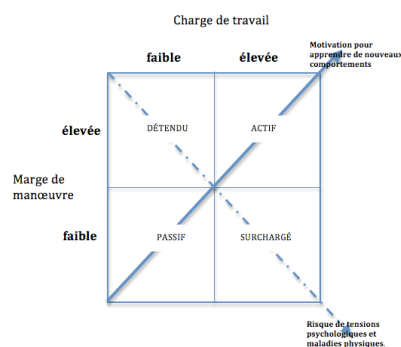 Charge de travail
faible élevée
Motivation pour
apprendre de nouveaux
comportements
élevée
DÉTENDU ACTIF
Marge de
manœuvre
faible
PASSIF SURCHARGÉ
Risque de tensions
psychologiques et
maladies physiques.